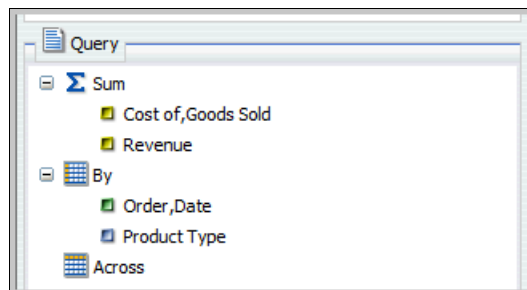 Query
Sum
Cost of,Goods Sold
Revenue
By
Order,Date
Product Type
Across